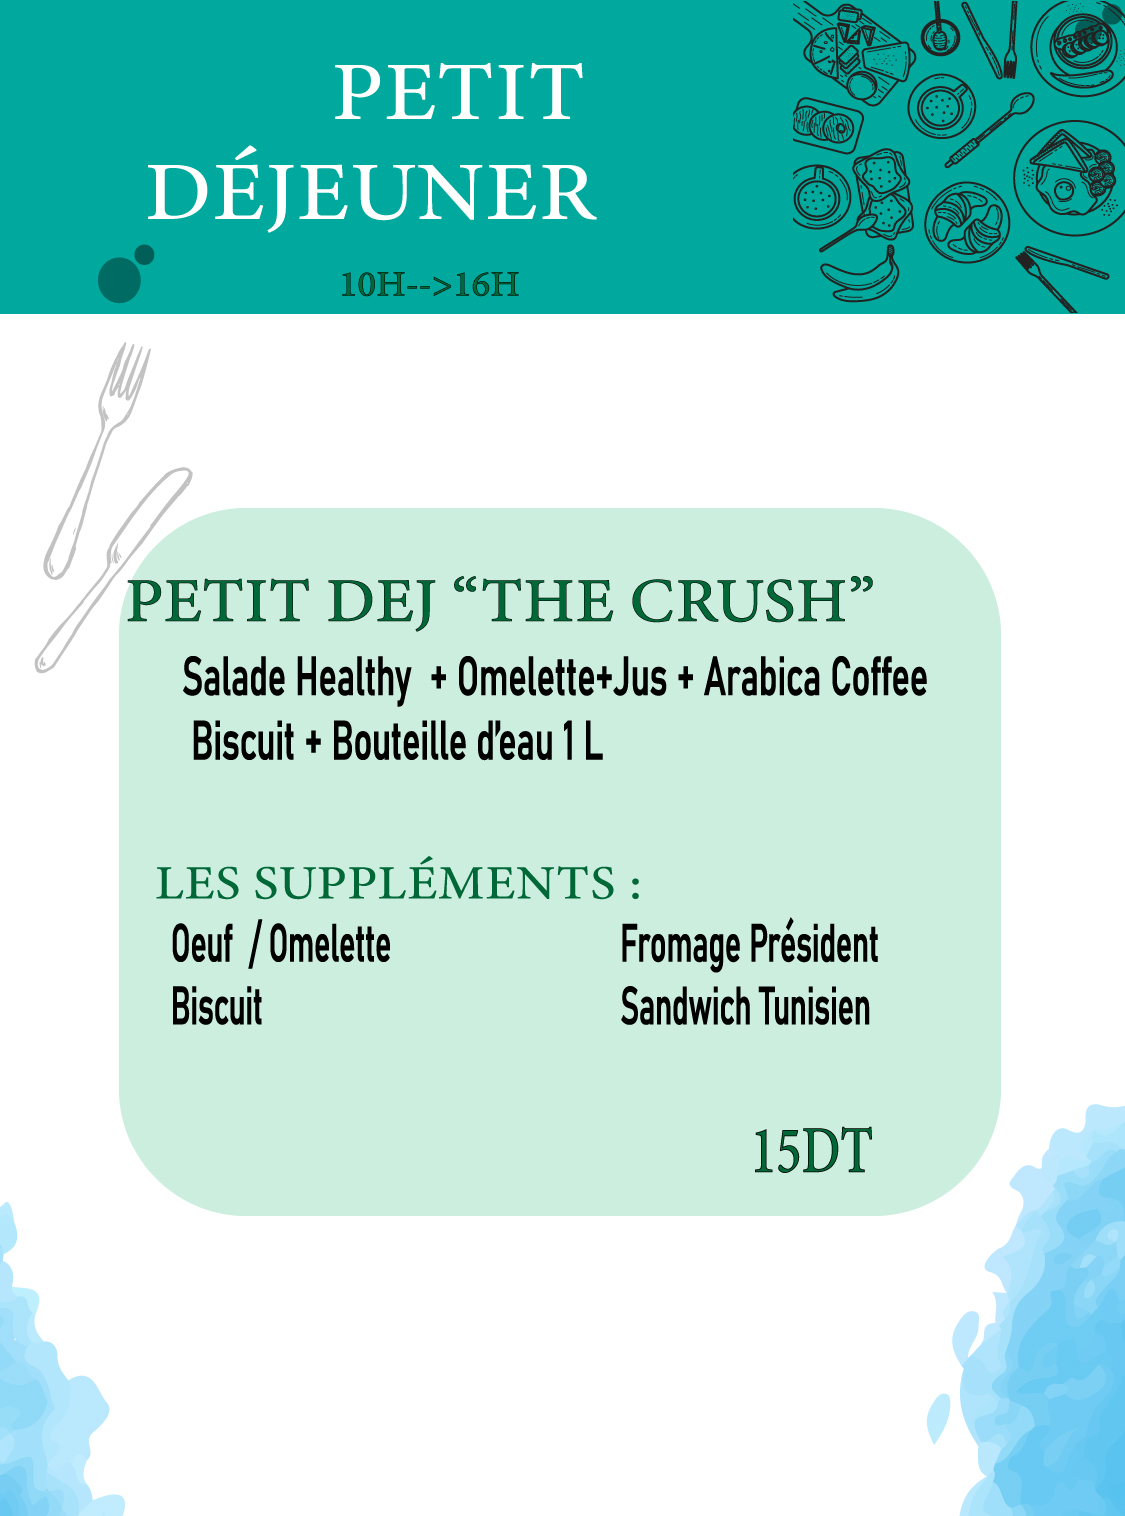 PETIT
DÉJEUNER
10H-->16H
PETIT DEJ “THE CRUSH”
Salade Healthy + Omelette+Jus + Arabica Coffee
Biscuit + Bouteille d’eau 1 L
LES SUPPLÉMENTS :
Oeuf / Omelette
Fromage Président
Biscuit
Sandwich Tunisien
15DT